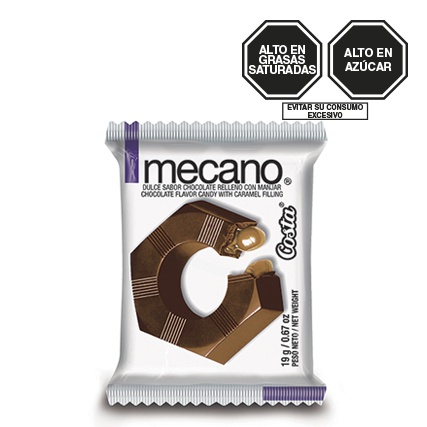 ALTO EN
GRASAS
SATURADAS
ALTO EN
AZÚCAR
EVITAR SU CONSUMO
EXCESIVO
mecano®
DULCE SABOR CHOCOLATE RELLENO CON MANJAR
CHOCOLATE FLAVOR CANDY WITH CARAMEL FILLING
Costa®
19 g / 0.67 oz
PESO NETO / NET WEIGHT